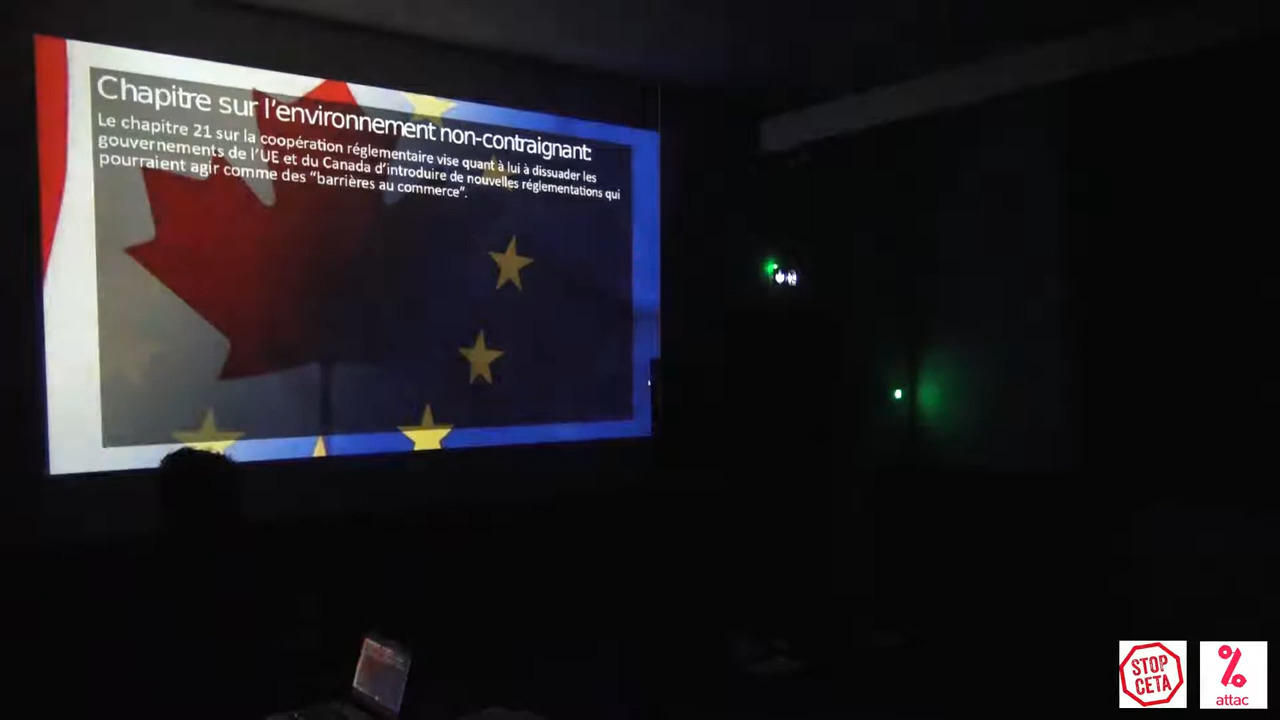 Chapitre sur l'environnement non-contraignant:
Le chapitre 21 sur la coopération réglementaire vise quant à lui à dissuader les
gouvernements de l'UE et du Canada d'introduire de nouvelles réglementations qui
pourraient agir comme des "barrières au commerce".
STOP
CETA
attac